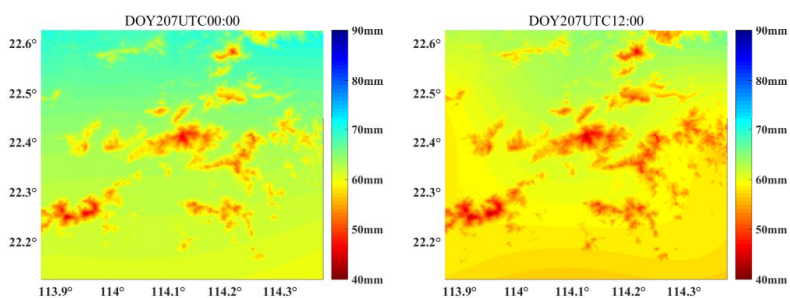 DOY207UTC00:00
22.6°
22.5°
22.4°
22.3°
22.2°
113.9° 114° 114.1° 114.2° 114.3°
90mm
80mm
70mm
60mm
50mm
40mm
DOY207UTC12:00
22.6°
22.5°
22.4°
22.3°
22.2°
113.9° 114° 114.1° 114.2° 114.3°
90mm
80mm
70mm
60mm
50mm
40mm